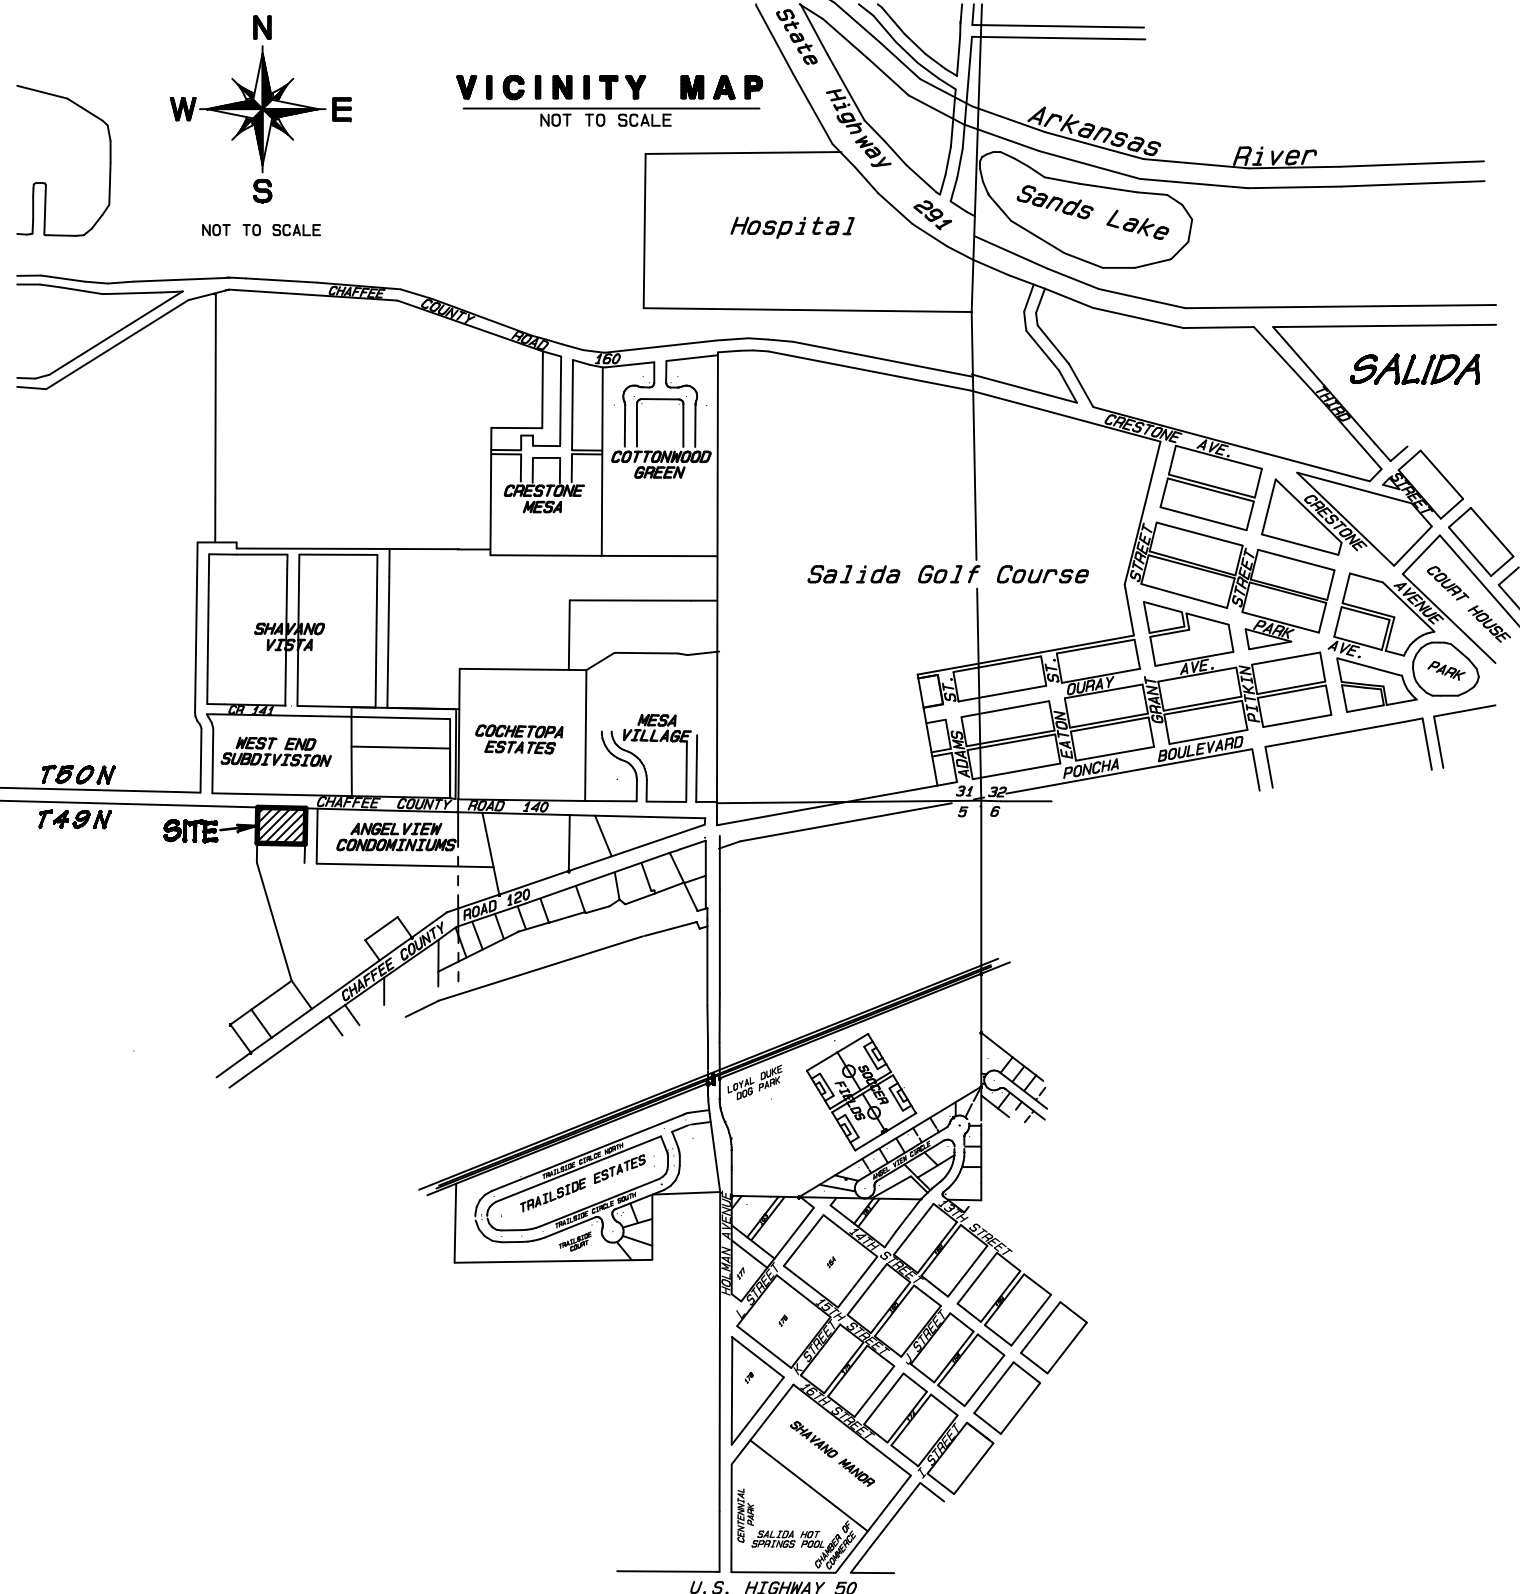 N
W
E
S
NOT TO SCALE
VICINITY MAP
NOT TO SCALE
State Highway 291
Arkansas River
Sands Lake
Hospital
CHAFFEE COUNTY ROAD 160
SALIDA
THIRD STREET
CRESTONE AVE.
COTTONWOOD
GREEN
CRESTONE
MESA
CRESTONE AVENUE
COURT HOUSE
Salida Golf Course
STREET
STREET
PARK AVE.
PARK
SHAVANO
VISTA
ST.
ST.
OURAY AVE.
GRANT
PITKIN
ADAMS
EATON
PONCHA BOULEVARD
CR 141
WEST END
SUBDIVISION
COCHETOPA
ESTATES
MESA
VILLAGE
T50N
T49N
SITE
CHAFFEE COUNTY ROAD 140
31 32
5 6
ANGELVIEW
CONDOMINIUMS
CHAFFEE COUNTY ROAD 120
LOYAL DUKE
DOG PARK
SOCCER
FIELDS
ANGEL VIEW CIRCLE
TRAILSIDE CIRLCE NORTH
TRAILSIDE ESTATES
TRAILSIDE CIRCLE SOUTH
TRAILSIDE
COURT
HOLMAN AVENUE
13TH STREET
14TH STREE
15TH STREET
16TH STREET
L STREET
K STREET
J STREET
I STREET
164
177
176
178
SHAVANO MANOR
CENTENNIAL
PARK
SALIDA HOT
SPRINGS POOL
CHAMBER OF
COMMERCE
U.S. HIGHWAY 50